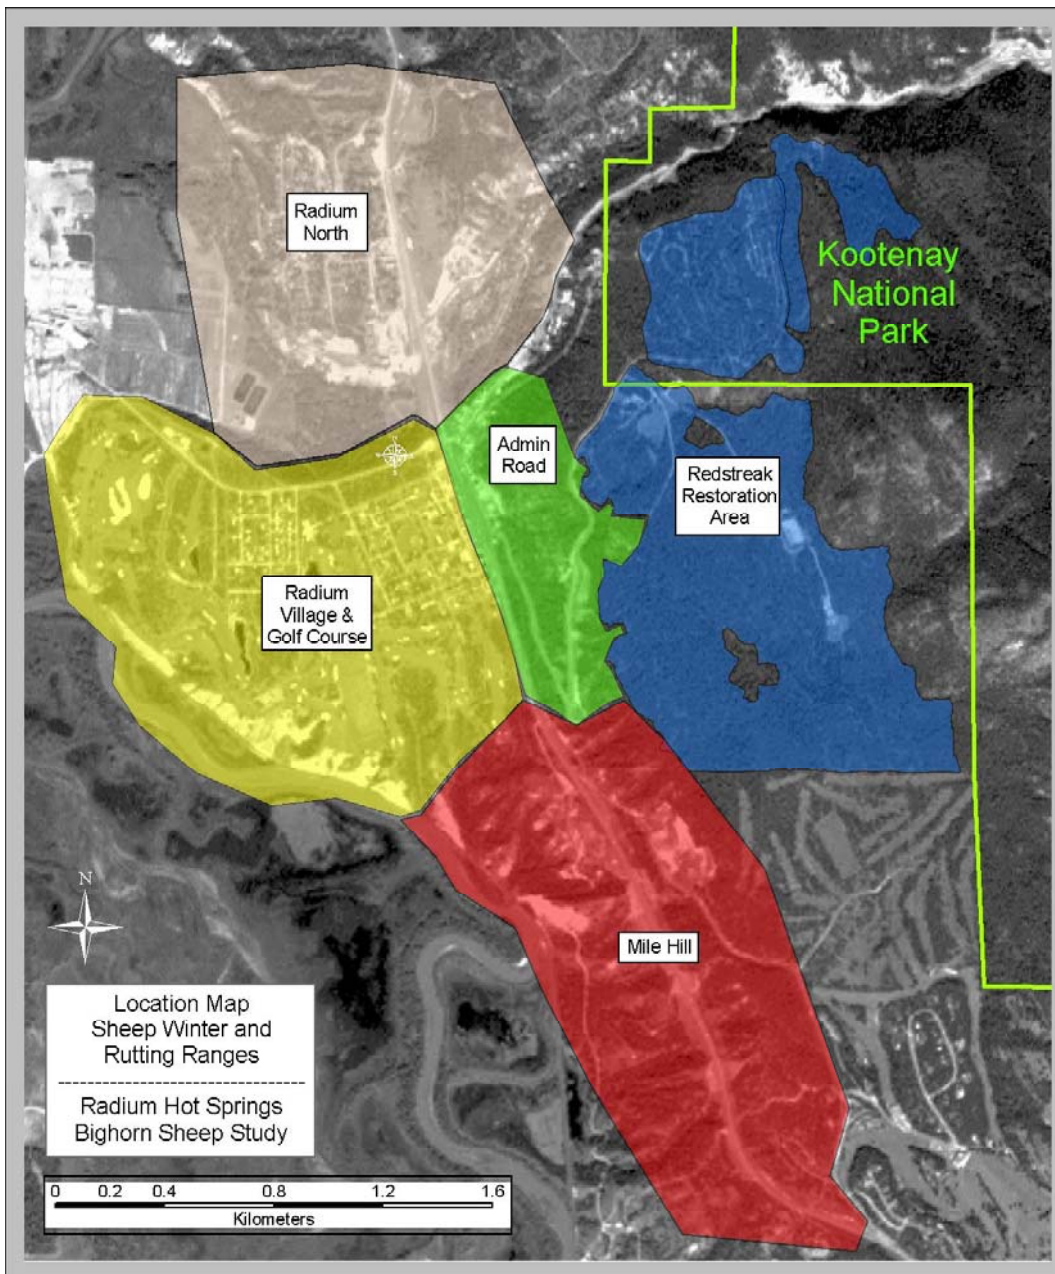 Radium
North
Kootenay
National
Park
Admin
Road
Redstreak
Restoration
Area
Radium
Village &
Golf Course
Mile Hill
N
Location Map
Sheep Winter and
Rutting Ranges
Radium Hot Springs
Bighorn Sheep Study
0 0.2 0.4 0.8 1.2 1.6
Kilometers